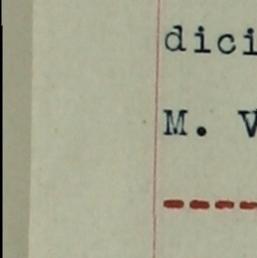 dici
M. V
-----